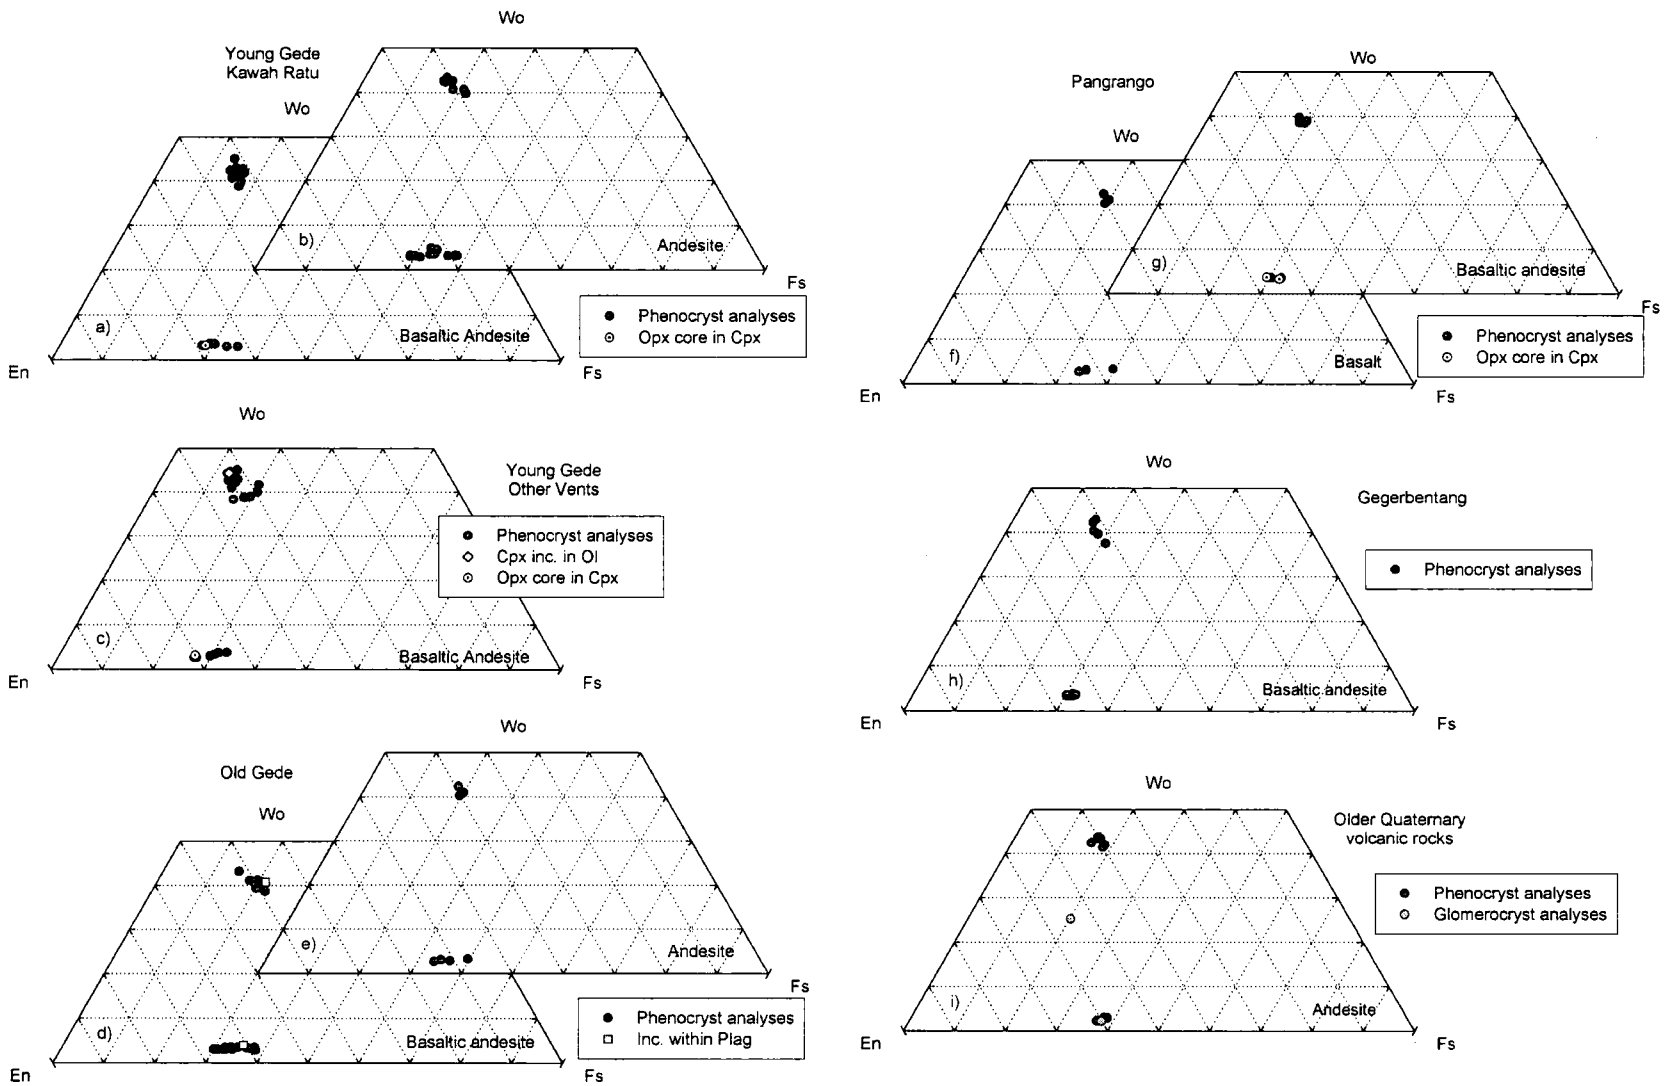 Wo
Young Gede
Kawah Ratu
Wo
b)
Andesite
Fs
a)
Basaltic Andesite
En
Fs
Phenocryst analyses
Opx core in Cpx
Wo
Pangrango
Wo
g)
Basaltic andesite
Fs
f)
Basalt
En
Fs
Phenocryst analyses
Opx core in Cpx
Wo
Young Gede
Other Vents
Phenocryst analyses
Cpx inc. in Ol
Opx core in Cpx
c)
Basaltic Andesite
En
Fs
Wo
Gegerbentang
Phenocryst analyses
h)
Basaltic andesite
En
Fs
Wo
Old Gede
Wo
e)
Andesite
Fs
d)
Basaltic andesite
En
Fs
Phenocryst analyses
Inc. within Plag
Wo
Older Quaternary
volcanic rocks
Phenocryst analyses
Glomerocryst analyses
i)
Andesite
En
Fs